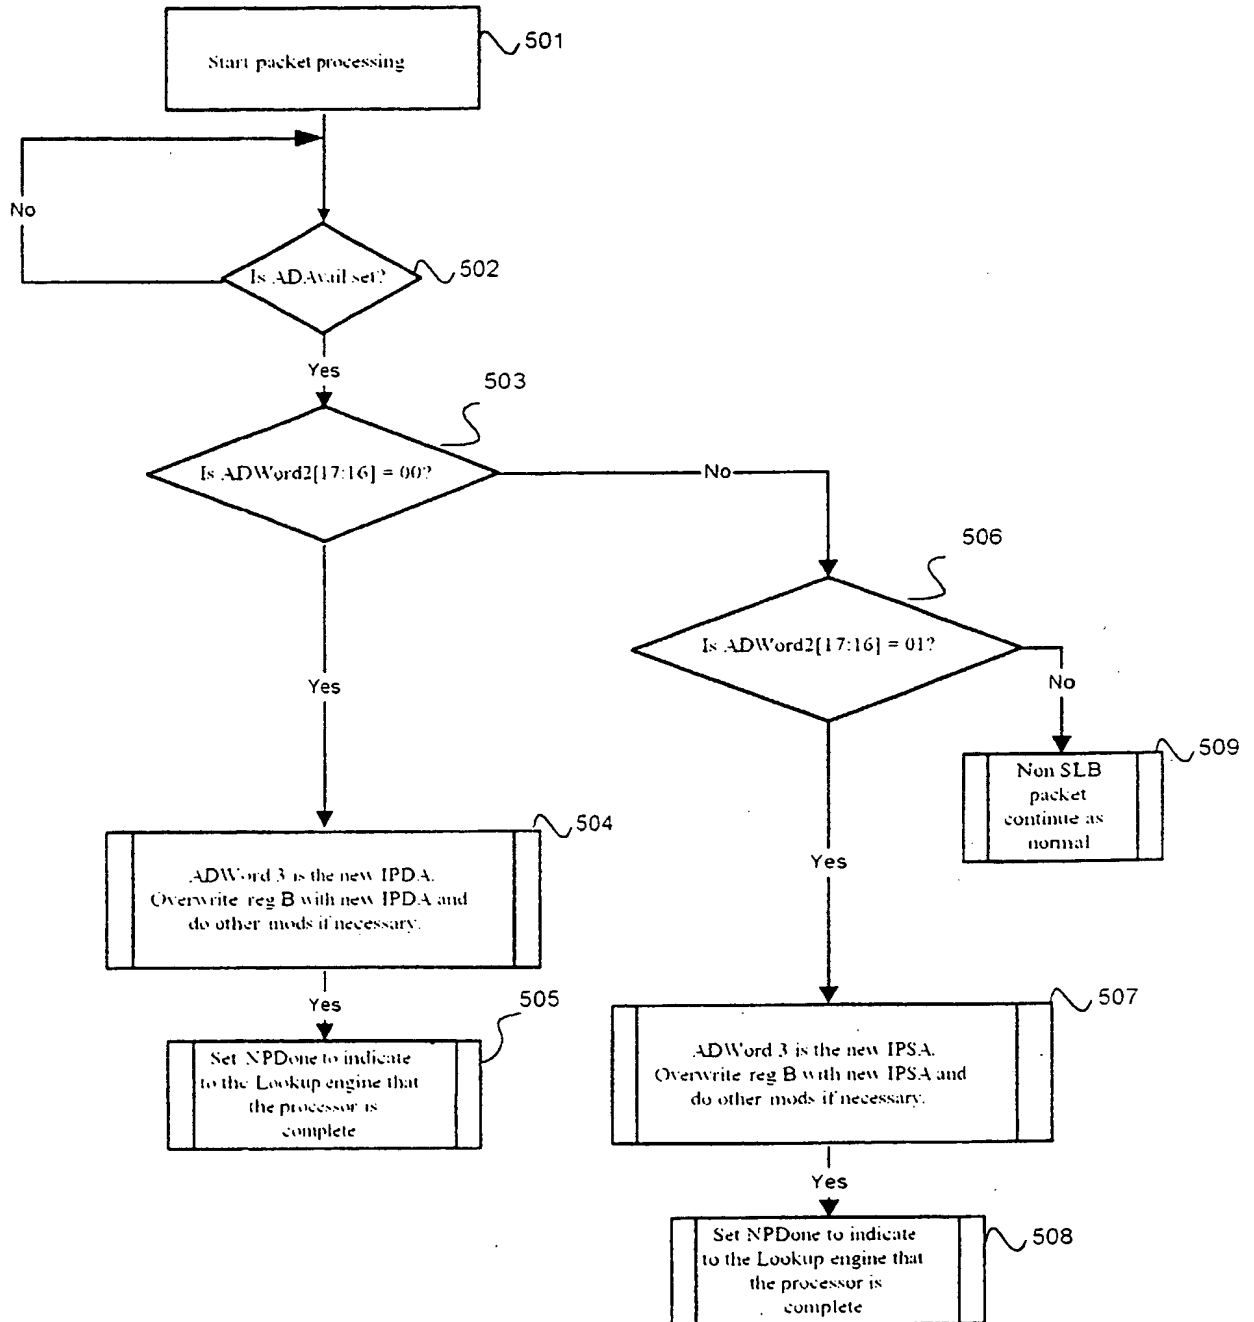 Start packet processing
501
No
Is ADAvail set?
502
Yes
503
Is ADWord2[17:16] = 00?
No
506
Is ADWord2[17:16] = 01?
Yes
No
509
Non SLB
packet
continue as
normal
504
ADWord 3 is the new IPDA.
Overwrite reg B with new IPDA and
do other mods if necessary.
Yes
Yes
505
Set NPDone to indicate
to the Lookup engine that
the processor is
complete
507
ADWord 3 is the new IPSA.
Overwrite reg B with new IPSA and
do other mods if necessary.
Yes
508
Set NPDone to indicate
to the Lookup engine that
the processor is
complete